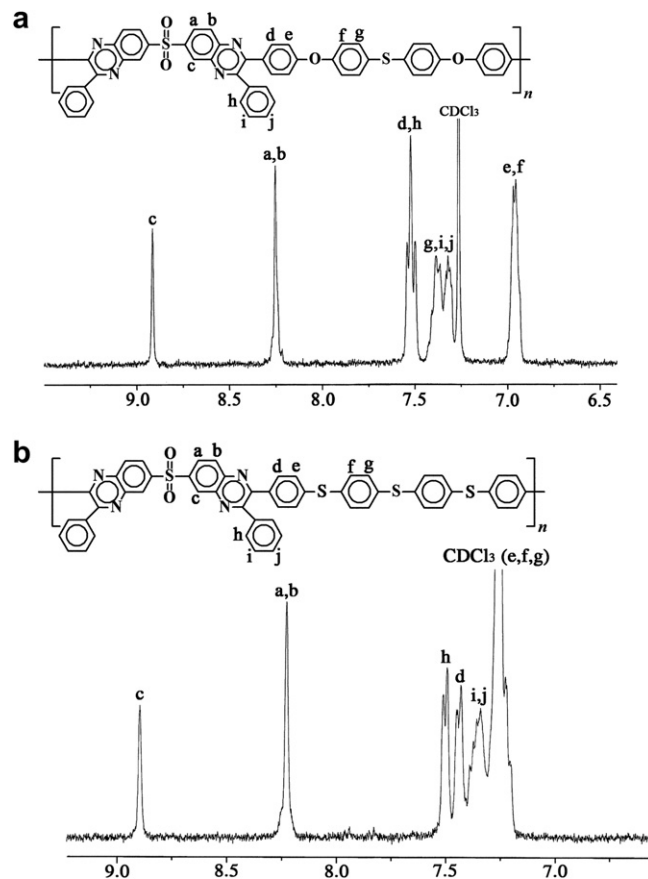 a
O
a b
N
S
N
d e
f g
O
S
O
N
O
c
N
n
h
i j
CDCl3
d,h
a,b
e,f
c
g,i,j
9.0 8.5 8.0 7.5 7.0 6.5
b
O
a b
N
S
N
d e
f g
S
S
S
N
O
c
N
n
h
i j
CDCl3 (e,f,g)
a,b
h
d
c
i,j
9.0 8.5 8.0 7.5 7.0